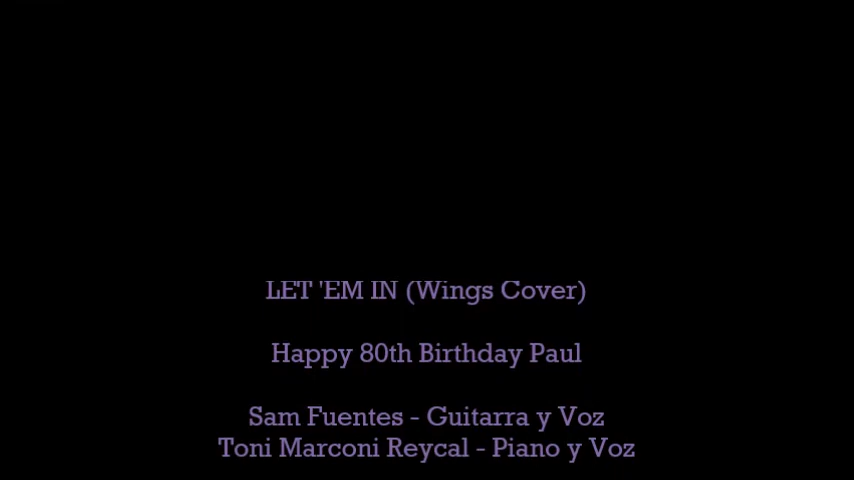 LET 'EM IN (Wings Cover)
Happy 80th Birthday Paul
Sam Fuentes - Guitarra y Voz
Toni Marconi Reycal - Piano y Voz